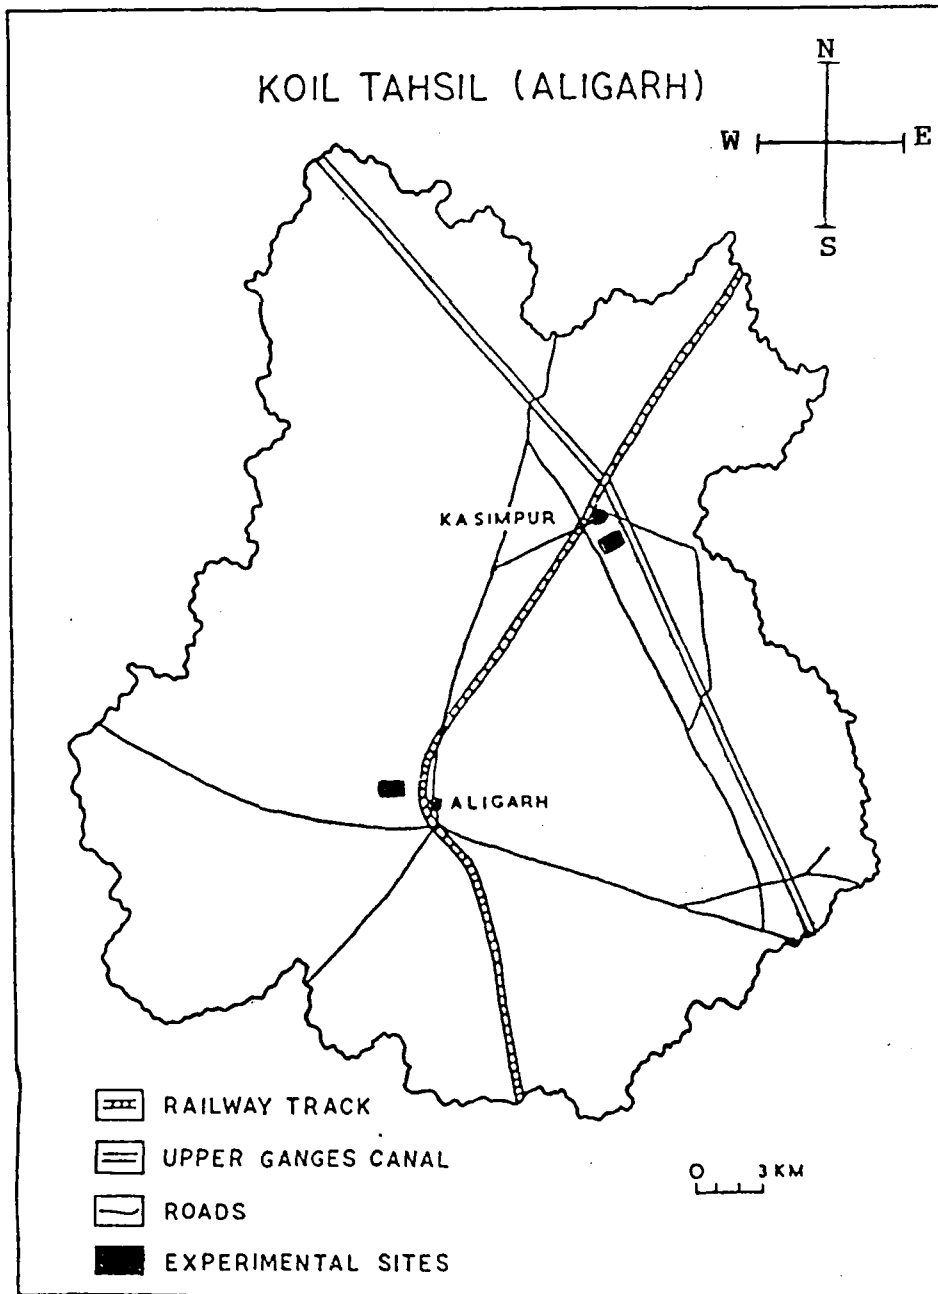 KOIL TAHSIL (ALIGARH)
N
W E
S
KASIMPUR
ALIGARH
RAILWAY TRACK
UPPER GANGES CANAL
ROADS
EXPERIMENTAL SITES
0 3 KM